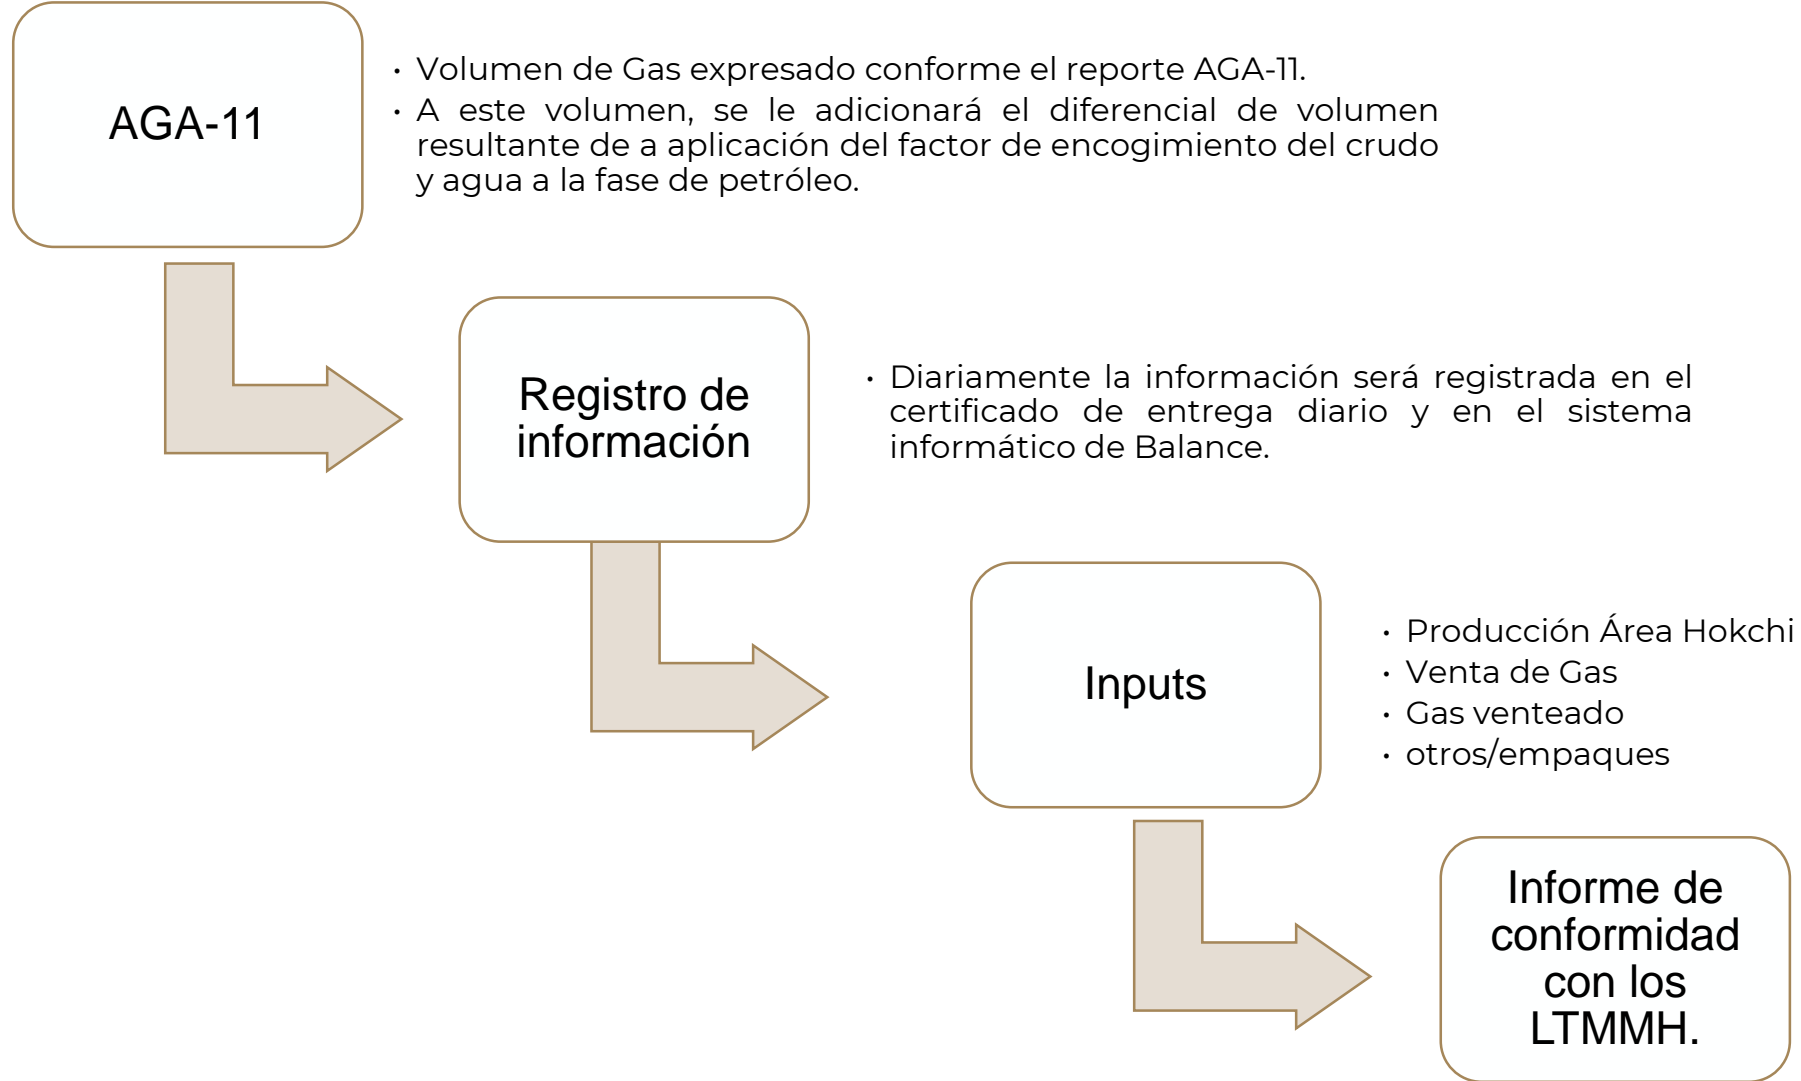 AGA-11
· Volumen de Gas expresado conforme el reporte AGA-11.
· A este volumen, se le adicionará el diferencial de volumen
resultante de a aplicación del factor de encogimiento del crudo
y agua a la fase de petróleo.
Registro de
información
· Diariamente la información será registrada en el
certificado de entrega diario y en el sistema
informático de Balance.
Inputs
· Producción Área Hokchi
· Venta de Gas
· Gas venteado
· otros/empaques
Informe de
conformidad
con los
LTMMH.